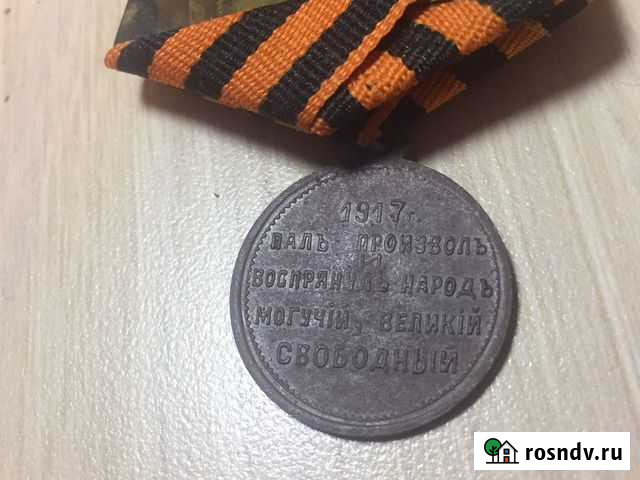 1917 г.
ПАЛЪ ПРОИЗВОЛЪ
И
ВОСПРЯНУЛЪ НАРОДЪ
МОГУЧІЙ, ВЕЛИКІЙ
СВОБОДНЫЙ
rosndv.ru